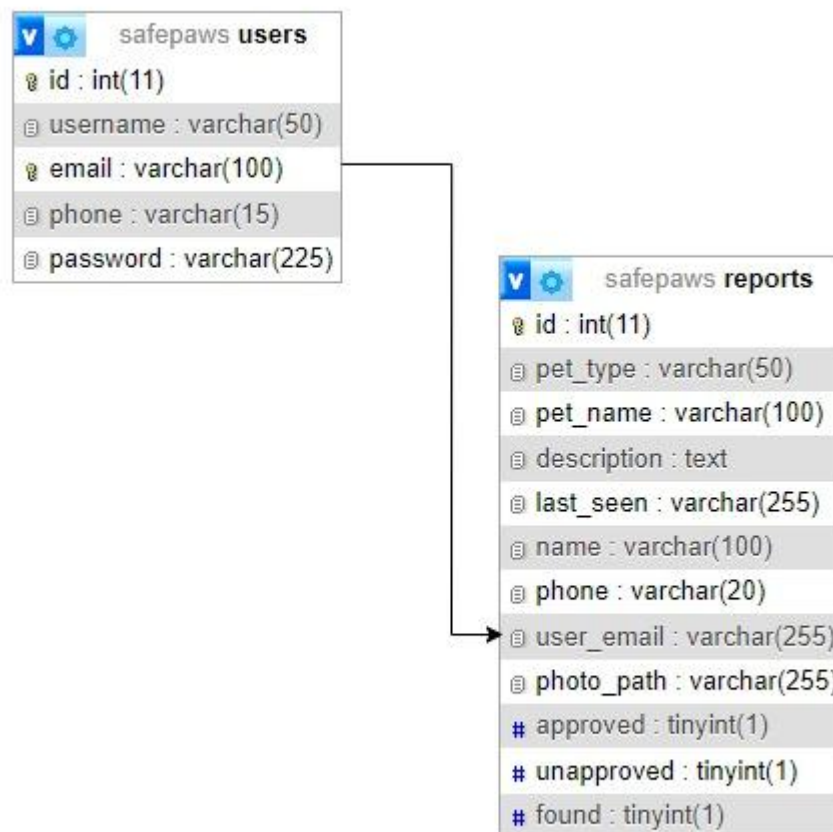 v safepaws users
id : int(11)
username : varchar(50)
email : varchar(100)
phone : varchar(15)
password : varchar(225)
v safepaws reports
id : int(11)
pet_type : varchar(50)
pet_name : varchar(100)
description : text
last_seen : varchar(255)
name : varchar(100)
phone : varchar(20)
user_email : varchar(255)
photo_path : varchar(255)
# approved : tinyint(1)
# unapproved : tinyint(1)
# found : tinyint(1)